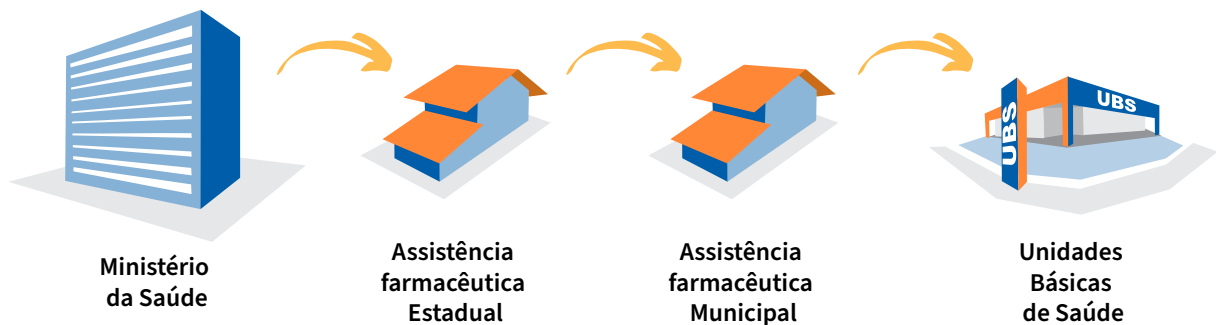 UBS
UBS
Ministério
da Saúde
Assistência
farmacêutica
Estadual
Assistência
farmacêutica
Municipal
Unidades
Básicas
de Saúde